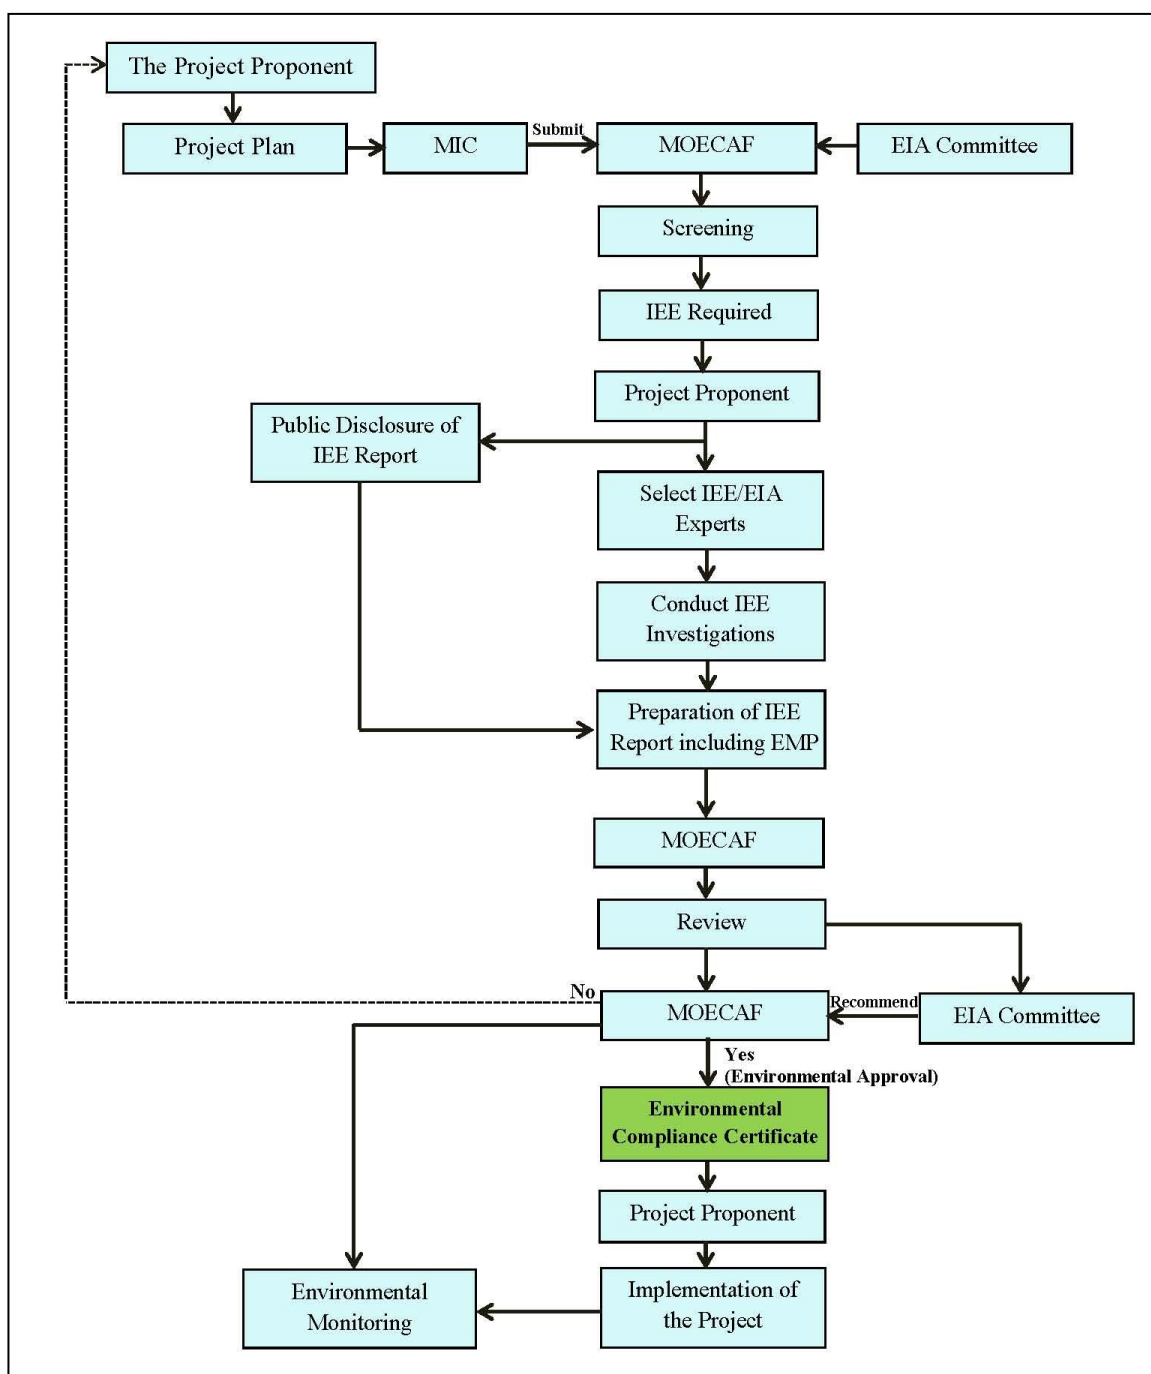 The Project Proponent
Project Plan
MIC
Submit
MOECAF
EIA Committee
Screening
IEE Required
Project Proponent
Public Disclosure of
IEE Report
Select IEE/EIA
Experts
Conduct IEE
Investigations
Preparation of IEE
Report including EMP
MOECAF
Review
No
MOECAF
Recommend
EIA Committee
Yes
(Environmental Approval)
Environmental
Compliance Certificate
Project Proponent
Environmental
Monitoring
Implementation of
the Project